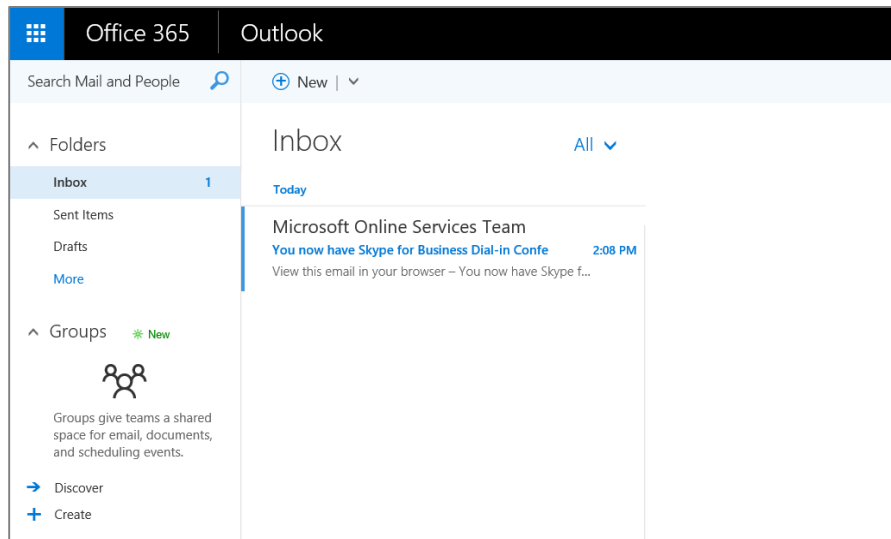 Office 365
Outlook
Search Mail and People
New
Folders
Inbox 1
Sent Items
Drafts
More
Groups
New
Groups give teams a shared
space for email, documents,
and scheduling events.
Discover
Create
Inbox
All
Today
Microsoft Online Services Team
You now have Skype for Business Dial-in Confe 2:08 PM
View this email in your browser – You now have Skype f...